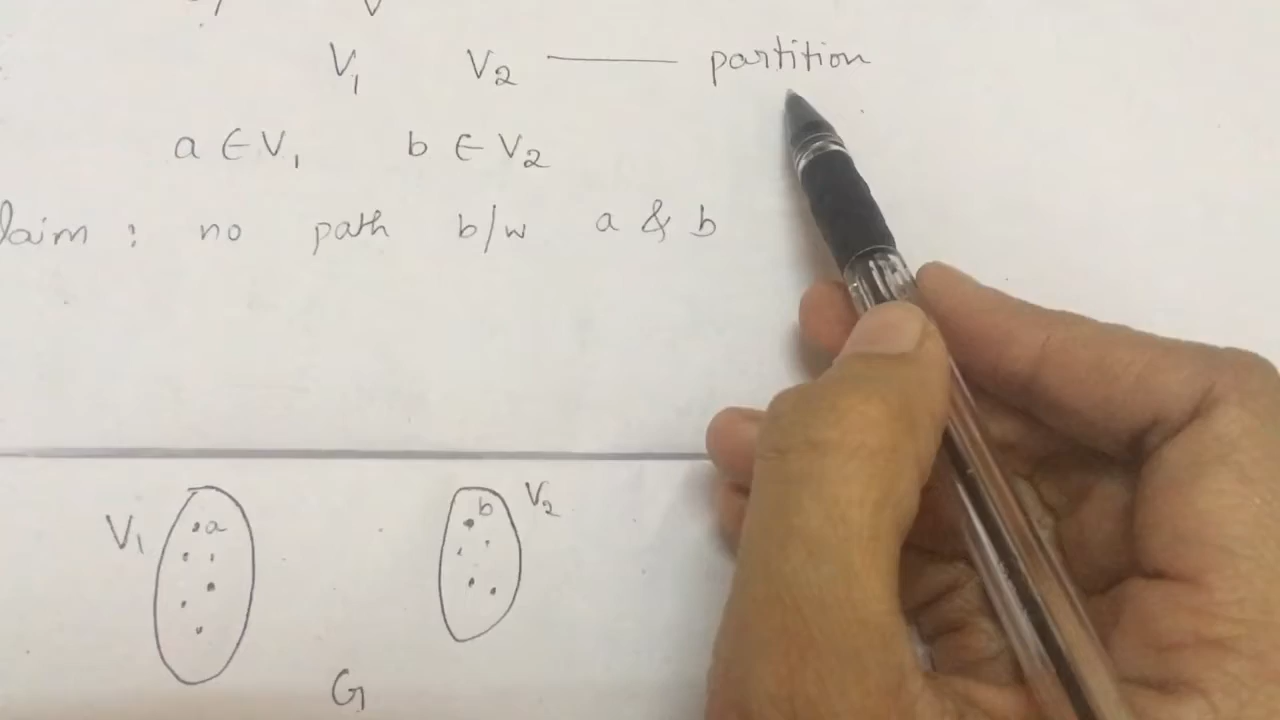 V₁ V₂ —— partition
a ∈ V₁ b ∈ V₂
laim : no path b/w a & b
V₁ a b V₂
G